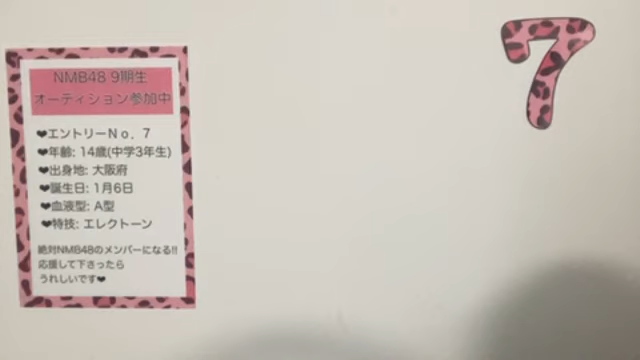 NMB48 9期生
オーディション参加中
❤エントリーNo．7
❤年齢: 14歳(中学3年生)
❤出身地: 大阪府
❤誕生日: 1月6日
❤血液型: A型
❤特技: エレクトーン
絶対NMB48のメンバーになる!!
応援して下さったら
うれしいです❤
7